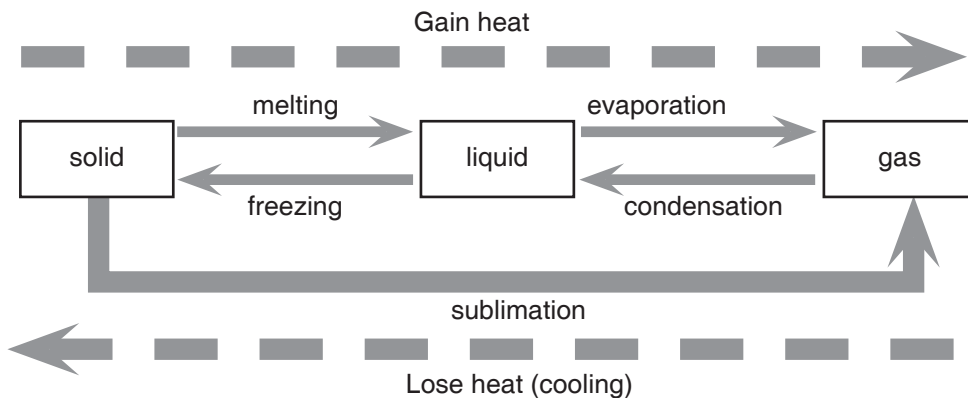 Gain heat
melting
evaporation
solid
liquid
gas
freezing
condensation
sublimation
Lose heat (cooling)